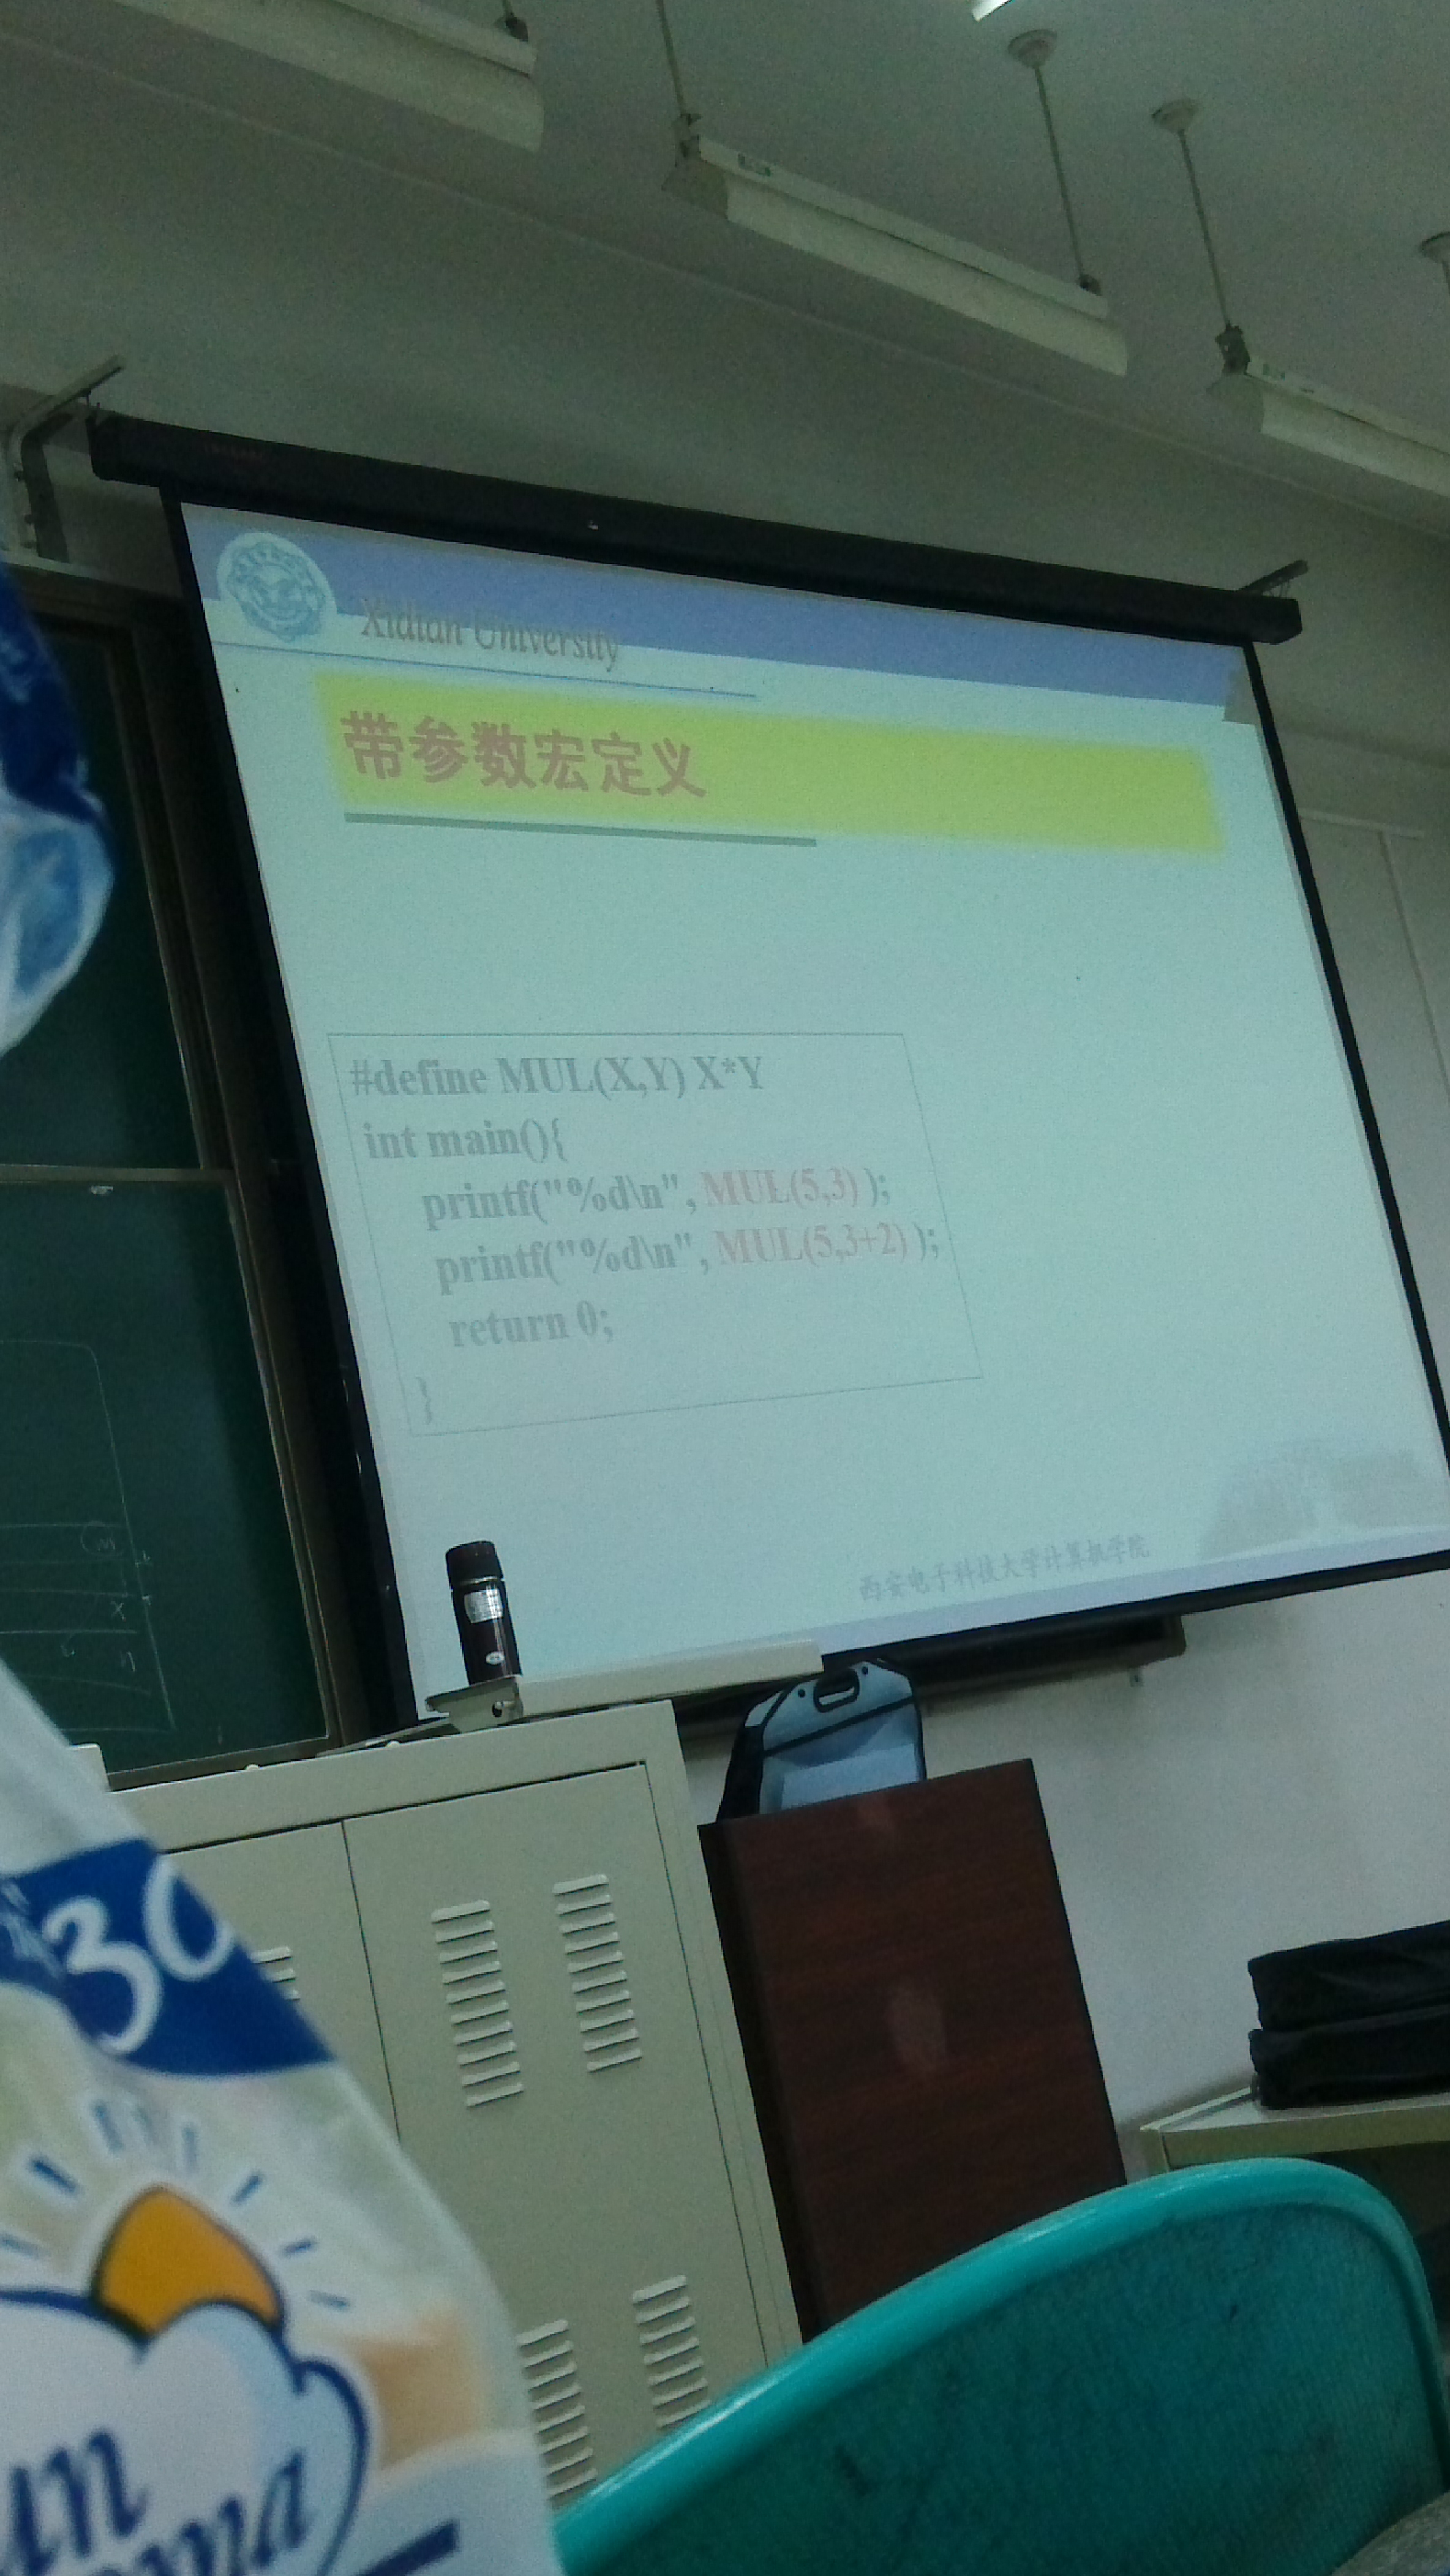 Xidian University
带参数宏定义
#define MUL(X,Y) X*Y
int main(){
printf("%d\n", MUL(5,3) );
printf("%d\n", MUL(5,3+2) );
return 0;
}
西安电子科技大学计算机学院
30